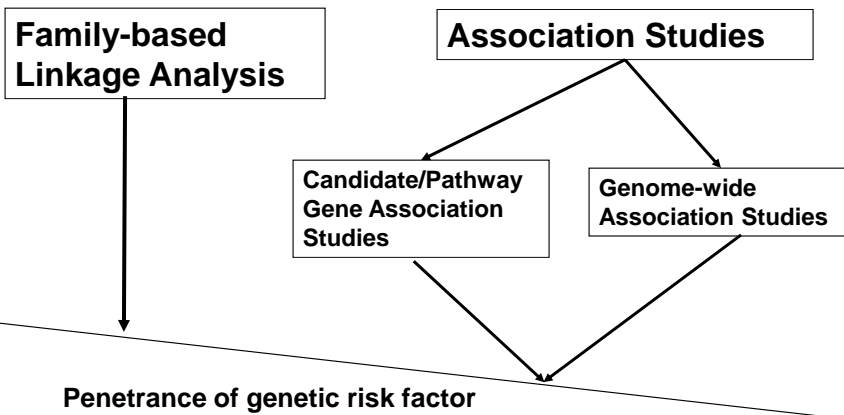 Family-based
Linkage Analysis
Association Studies
Candidate/Pathway
Gene Association
Studies
Genome-wide
Association Studies
Penetrance of genetic risk factor